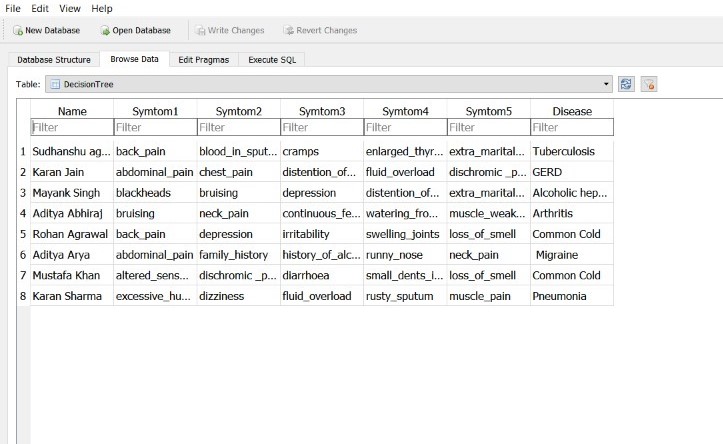 File Edit View Help
New Database Open Database Write Changes Revert Changes
Database Structure Browse Data Edit Pragmas Execute SQL
Table: DecisionTree
Name Symtom1 Symtom2 Symtom3 Symtom4 Symtom5 Disease
Filter Filter Filter Filter Filter Filter Filter
1 Sudhanshu ag... back_pain blood_in_sput... cramps enlarged_thyr... extra_marital... Tuberculosis
2 Karan Jain abdominal_pain chest_pain distention_of... fluid_overload dischromic _p... GERD
3 Mayank Singh blackheads bruising depression distention_of... extra_marital... Alcoholic hep...
4 Aditya Abhiraj bruising neck_pain continuous_fe... watering_fro... muscle_weak... Arthritis
5 Rohan Agrawal back_pain depression irritability swelling_joints loss_of_smell Common Cold
6 Aditya Arya abdominal_pain family_history history_of_alc... runny_nose neck_pain Migraine
7 Mustafa Khan altered_sens... dischromic _p... diarrhoea small_dents_i... loss_of_smell Common Cold
8 Karan Sharma excessive_hu... dizziness fluid_overload rusty_sputum muscle_pain Pneumonia